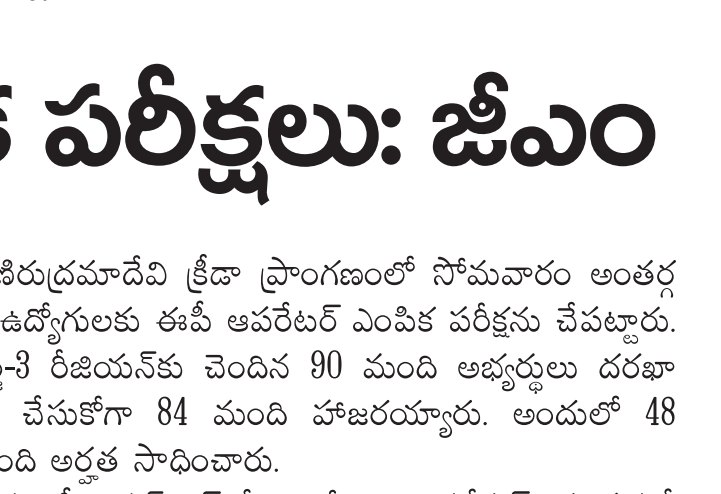 పరీక్షలు: జీఎం
ణిరుద్రమాదేవి క్రీడా ప్రాంగణంలో సోమవారం అంతర్గ
ఉద్యోగులకు ఈపీ ఆపరేటర్ ఎంపిక పరీక్షను చేపట్టారు.
-3 రీజియన్‌కు చెందిన 90 మంది అభ్యర్థులు దరఖా
చేసుకోగా 84 మంది హాజరయ్యారు. అందులో 48
ంది అర్హత సాధించారు.